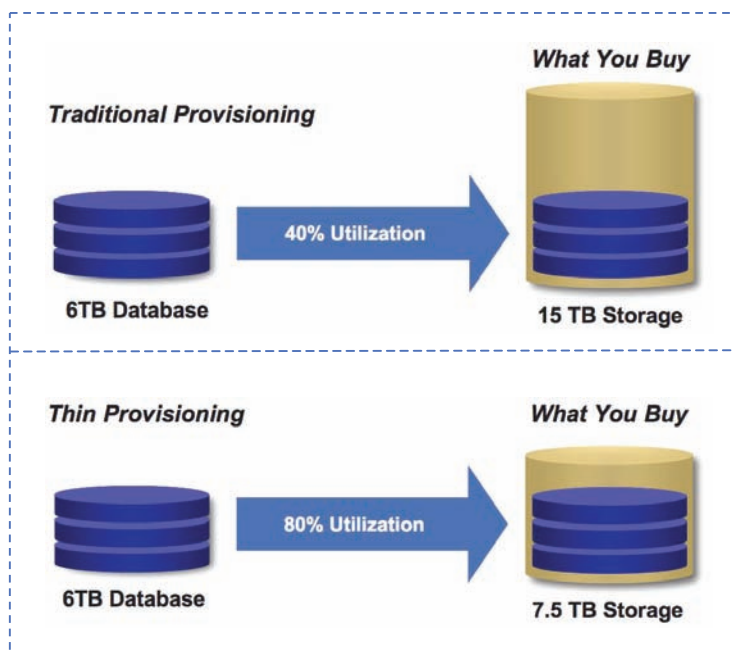 What You Buy
Traditional Provisioning
40% Utilization
6TB Database
15 TB Storage
Thin Provisioning
What You Buy
80% Utilization
6TB Database
7.5 TB Storage